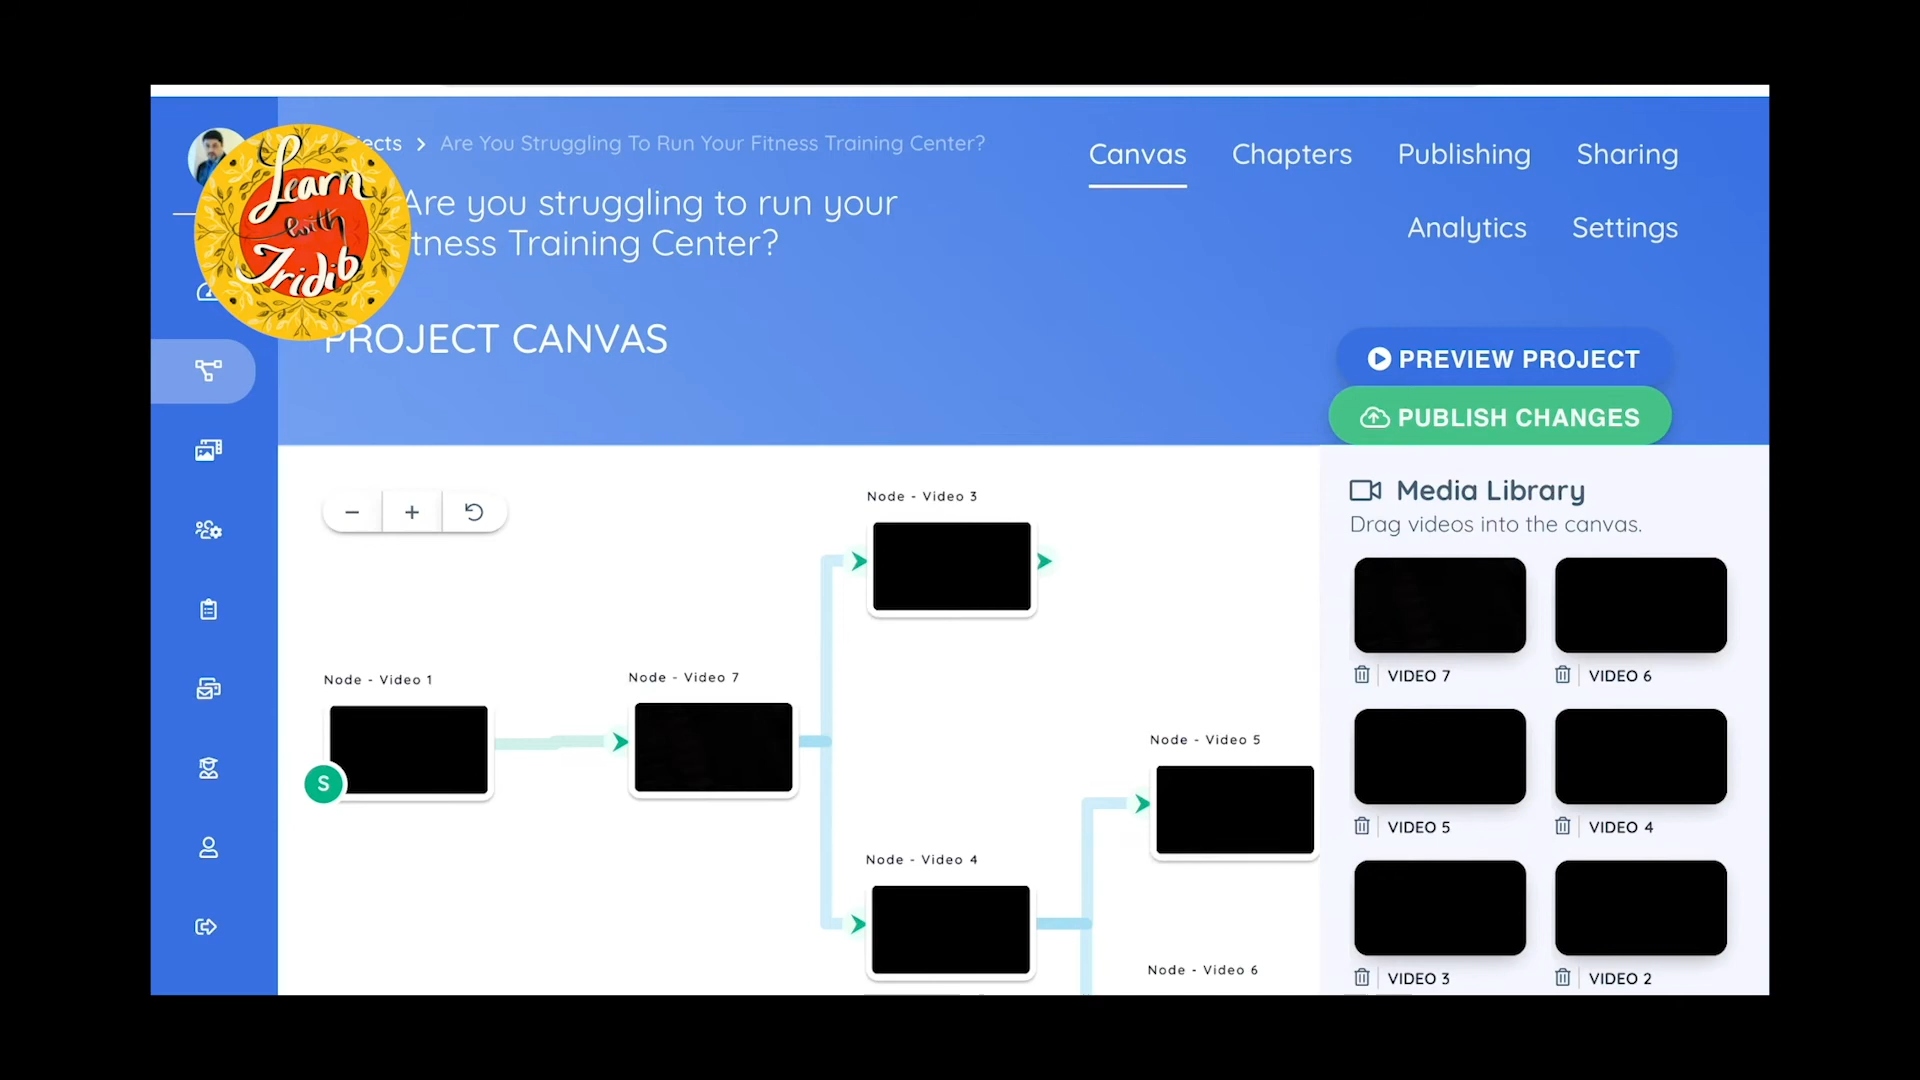 Learn
with
Tridib
ects > Are You Struggling To Run Your Fitness Training Center?
Are you struggling to run your
tness Training Center?
PROJECT CANVAS
Canvas
Chapters
Publishing
Sharing
Analytics
Settings
PREVIEW PROJECT
PUBLISH CHANGES
Node - Video 3
Node - Video 1
Node - Video 7
S
Node - Video 5
Node - Video 4
Node - Video 6
Media Library
Drag videos into the canvas.
VIDEO 7
VIDEO 6
VIDEO 5
VIDEO 4
VIDEO 3
VIDEO 2